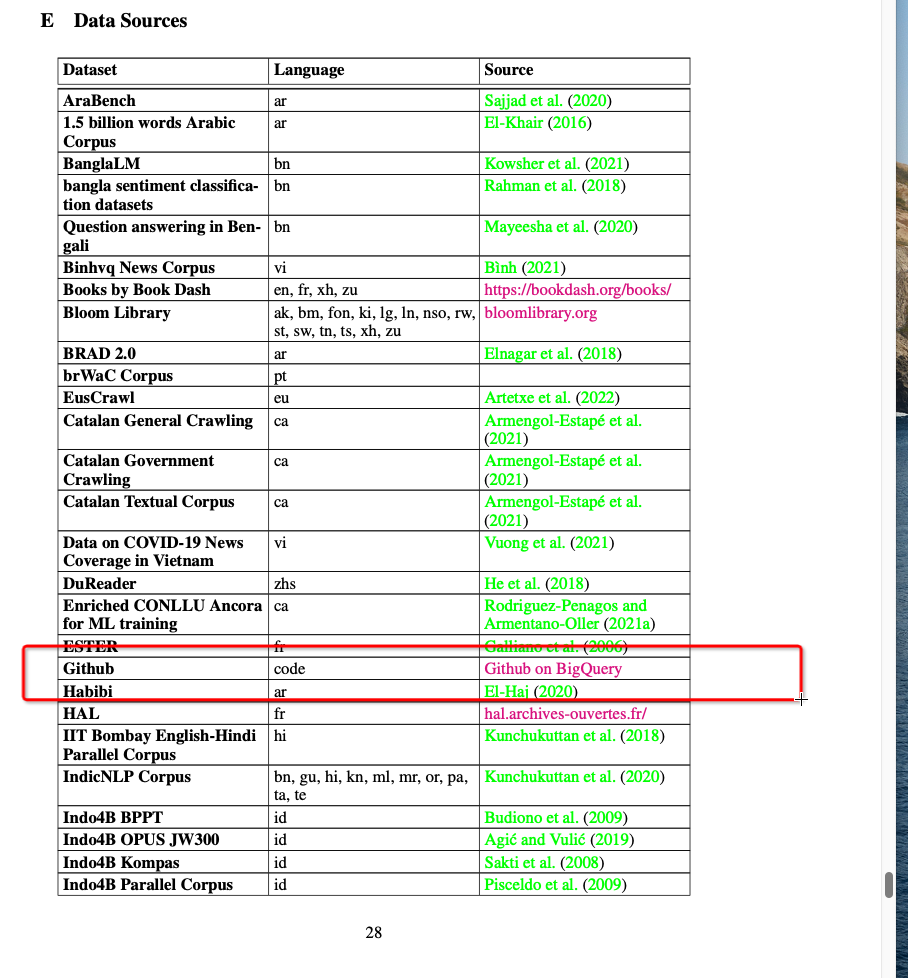 E Data Sources
Dataset Language Source
AraBench ar Sajjad et al. (2020)
1.5 billion words Arabic ar El-Khair (2016)
Corpus
BanglaLM bn Kowsher et al. (2021)
bangla sentiment classifica- bn Rahman et al. (2018)
tion datasets
Question answering in Ben- bn Mayeesha et al. (2020)
gali
Binhvq News Corpus vi Bình (2021)
Books by Book Dash en, fr, xh, zu https://bookdash.org/books/
Bloom Library ak, bm, fon, ki, lg, ln, nso, rw, bloomlibrary.org
st, sw, tn, ts, xh, zu
BRAD 2.0 ar Elnagar et al. (2018)
brWaC Corpus pt
EusCrawl eu Artetxe et al. (2022)
Catalan General Crawling ca Armengol-Estapé et al.
(2021)
Catalan Government ca Armengol-Estapé et al.
Crawling (2021)
Catalan Textual Corpus ca Armengol-Estapé et al.
(2021)
Data on COVID-19 News vi Vuong et al. (2021)
Coverage in Vietnam
DuReader zhs He et al. (2018)
Enriched CONLLU Ancora ca Rodriguez-Penagos and
for ML training Armentano-Oller (2021a)
ESTER fr Galliano et al. (2006)
Github code Github on BigQuery
Habibi ar El-Haj (2020)
HAL fr hal.archives-ouvertes.fr/
IIT Bombay English-Hindi hi Kunchukuttan et al. (2018)
Parallel Corpus
IndicNLP Corpus bn, gu, hi, kn, ml, mr, or, pa, Kunchukuttan et al. (2020)
ta, te
Indo4B BPPT id Budiono et al. (2009)
Indo4B OPUS JW300 id Agić and Vulić (2019)
Indo4B Kompas id Sakti et al. (2008)
Indo4B Parallel Corpus id Pisceldo et al. (2009)
28